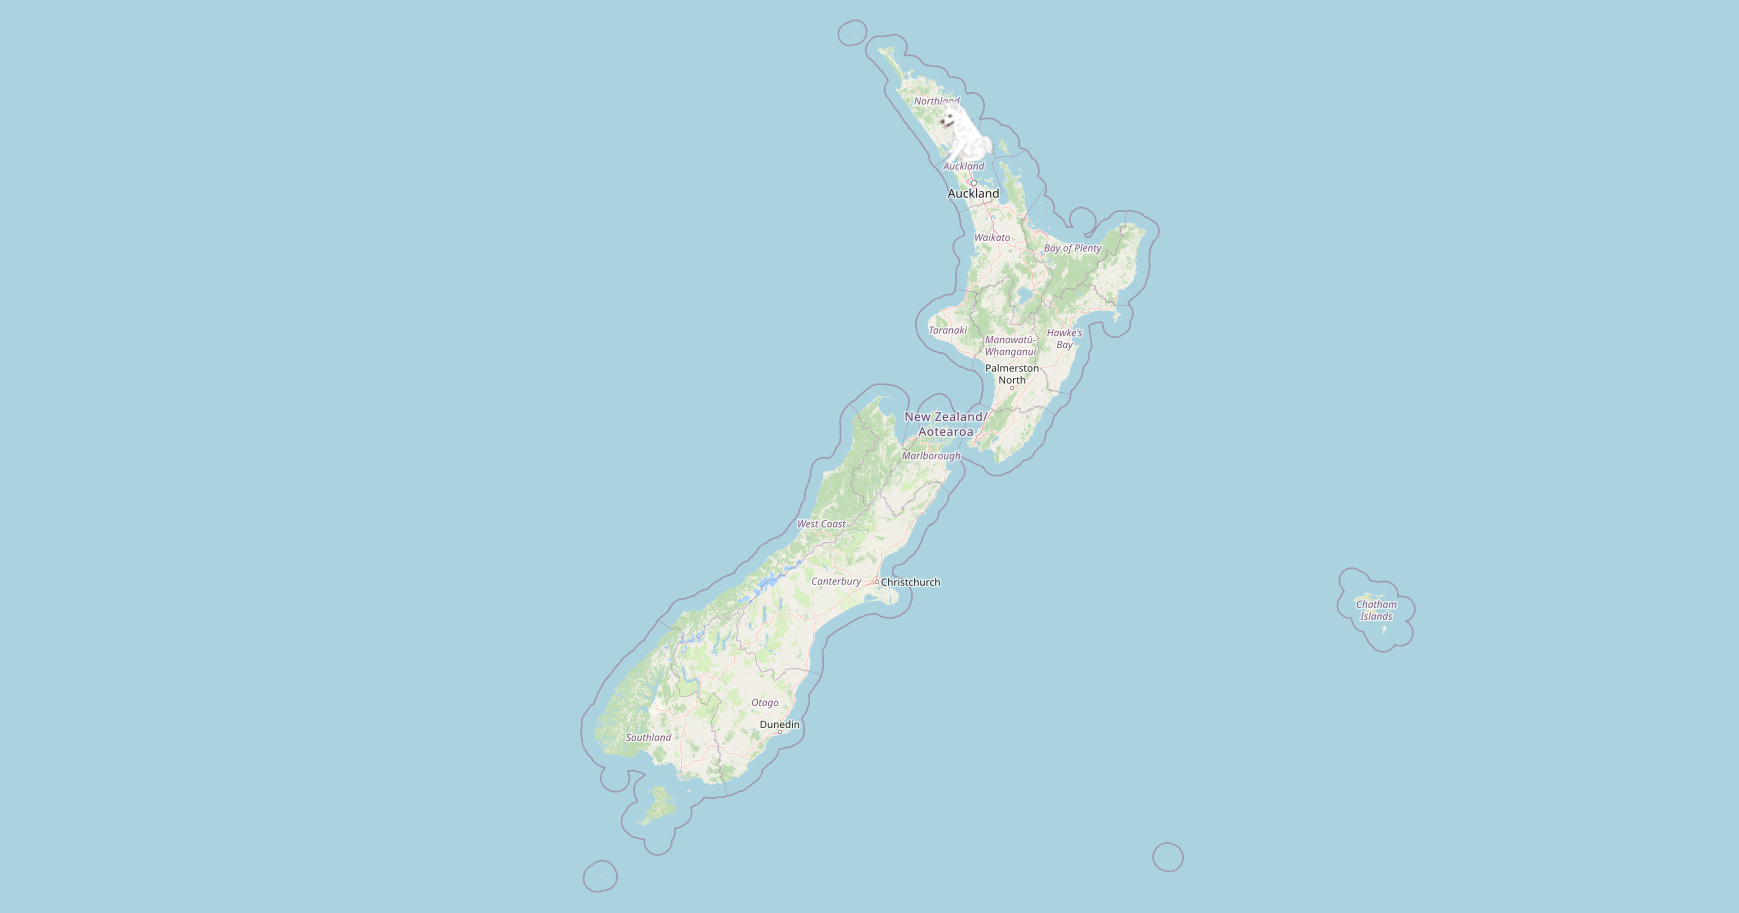 Northland
Auckland
Auckland
Waikato
Bay of Plenty
Taranaki
Hawke's
Bay
Manawatū-
Whanganui
Palmerston
North
New Zealand/
Aotearoa
Marlborough
West Coast
Canterbury
Christchurch
Chatham
Islands
Otago
Dunedin
Southland